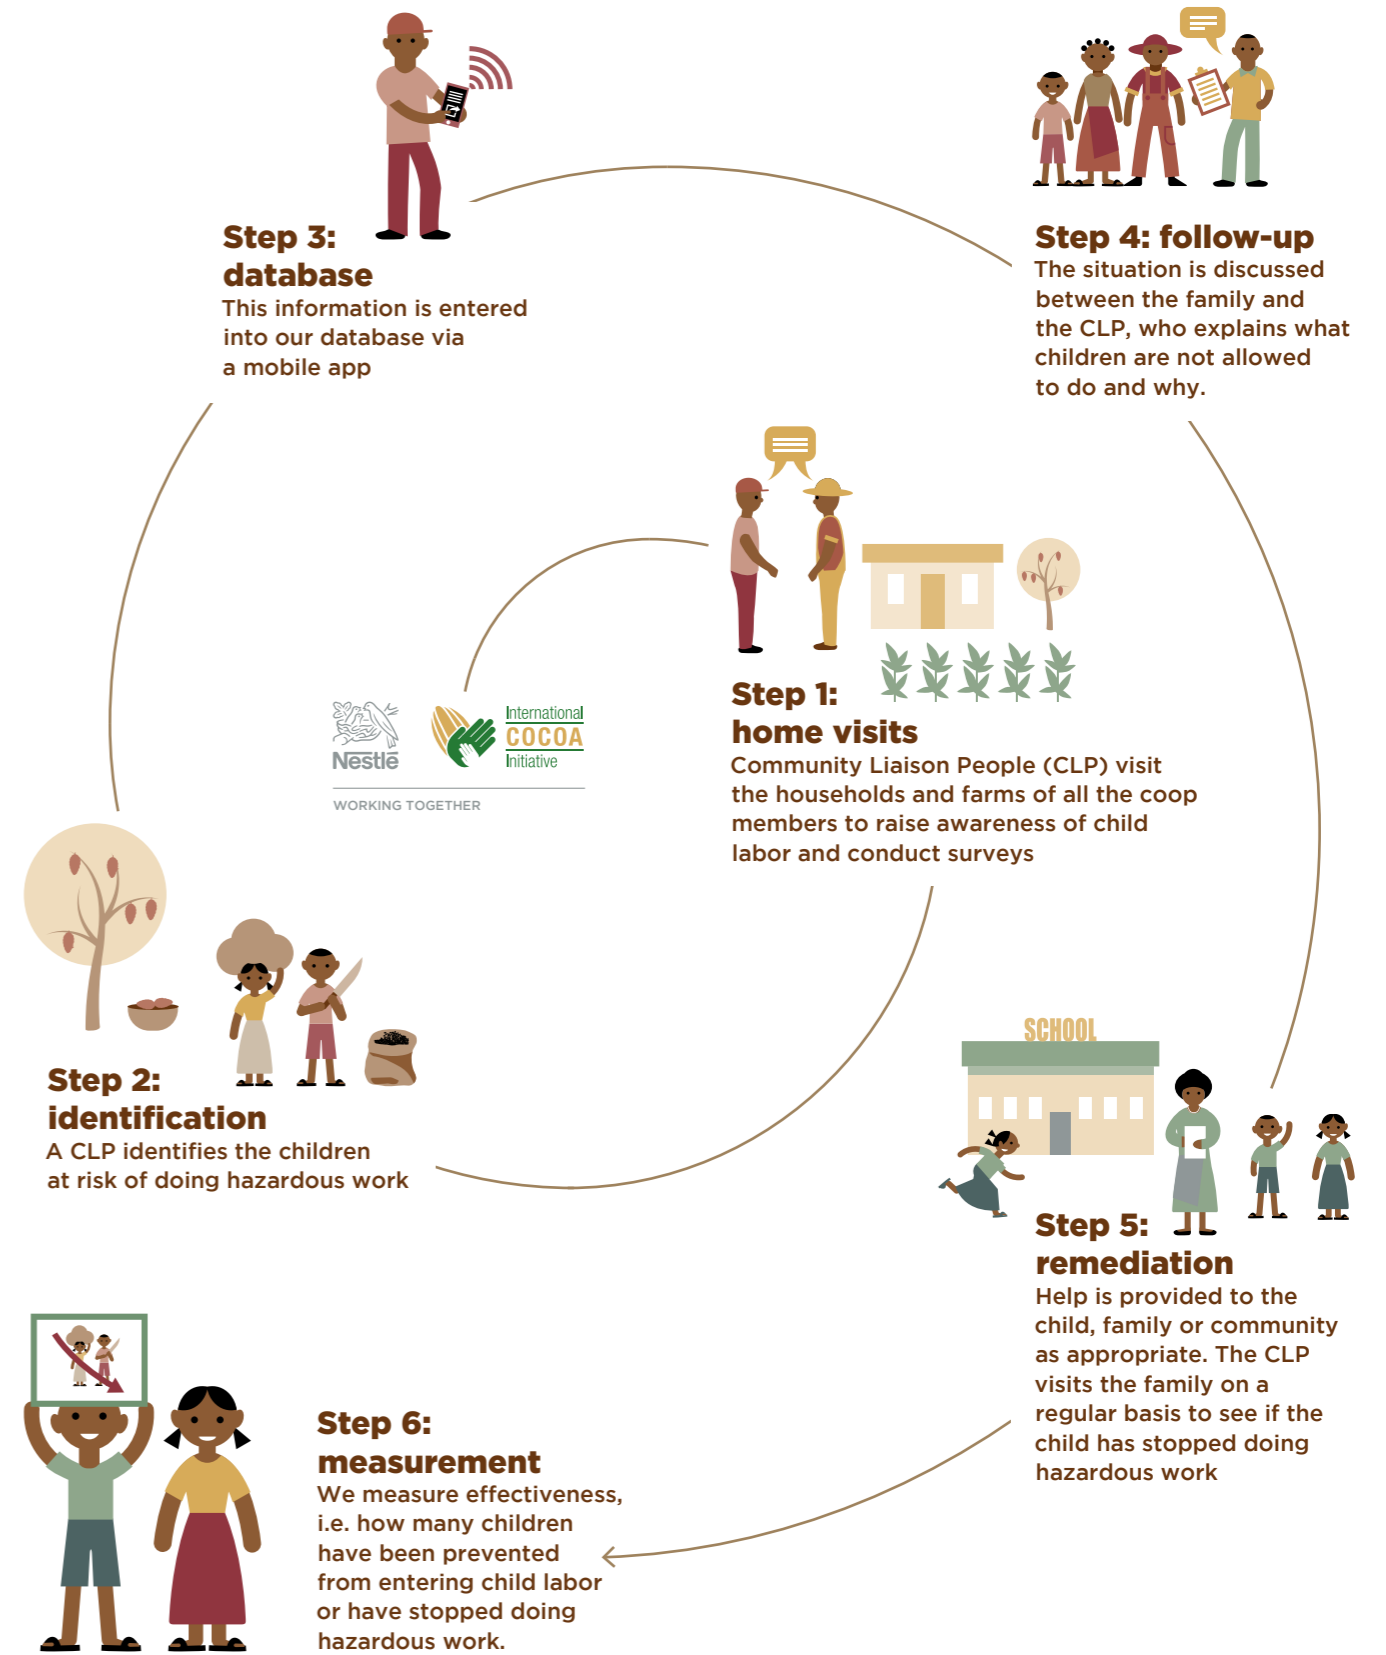 Step 3:
database
This information is entered
into our database via
a mobile app
Step 4: follow-up
The situation is discussed
between the family and
the CLP, who explains what
children are not allowed
to do and why.
Nestlé
International
COCOA
Initiative
WORKING TOGETHER
Step 1:
home visits
Community Liaison People (CLP) visit
the households and farms of all the coop
members to raise awareness of child
labor and conduct surveys
Step 2:
identification
A CLP identifies the children
at risk of doing hazardous work
SCHOOL
Step 5:
remediation
Help is provided to the
child, family or community
as appropriate. The CLP
visits the family on a
regular basis to see if the
child has stopped doing
hazardous work
Step 6:
measurement
We measure effectiveness,
i.e. how many children
have been prevented
from entering child labor
or have stopped doing
hazardous work.